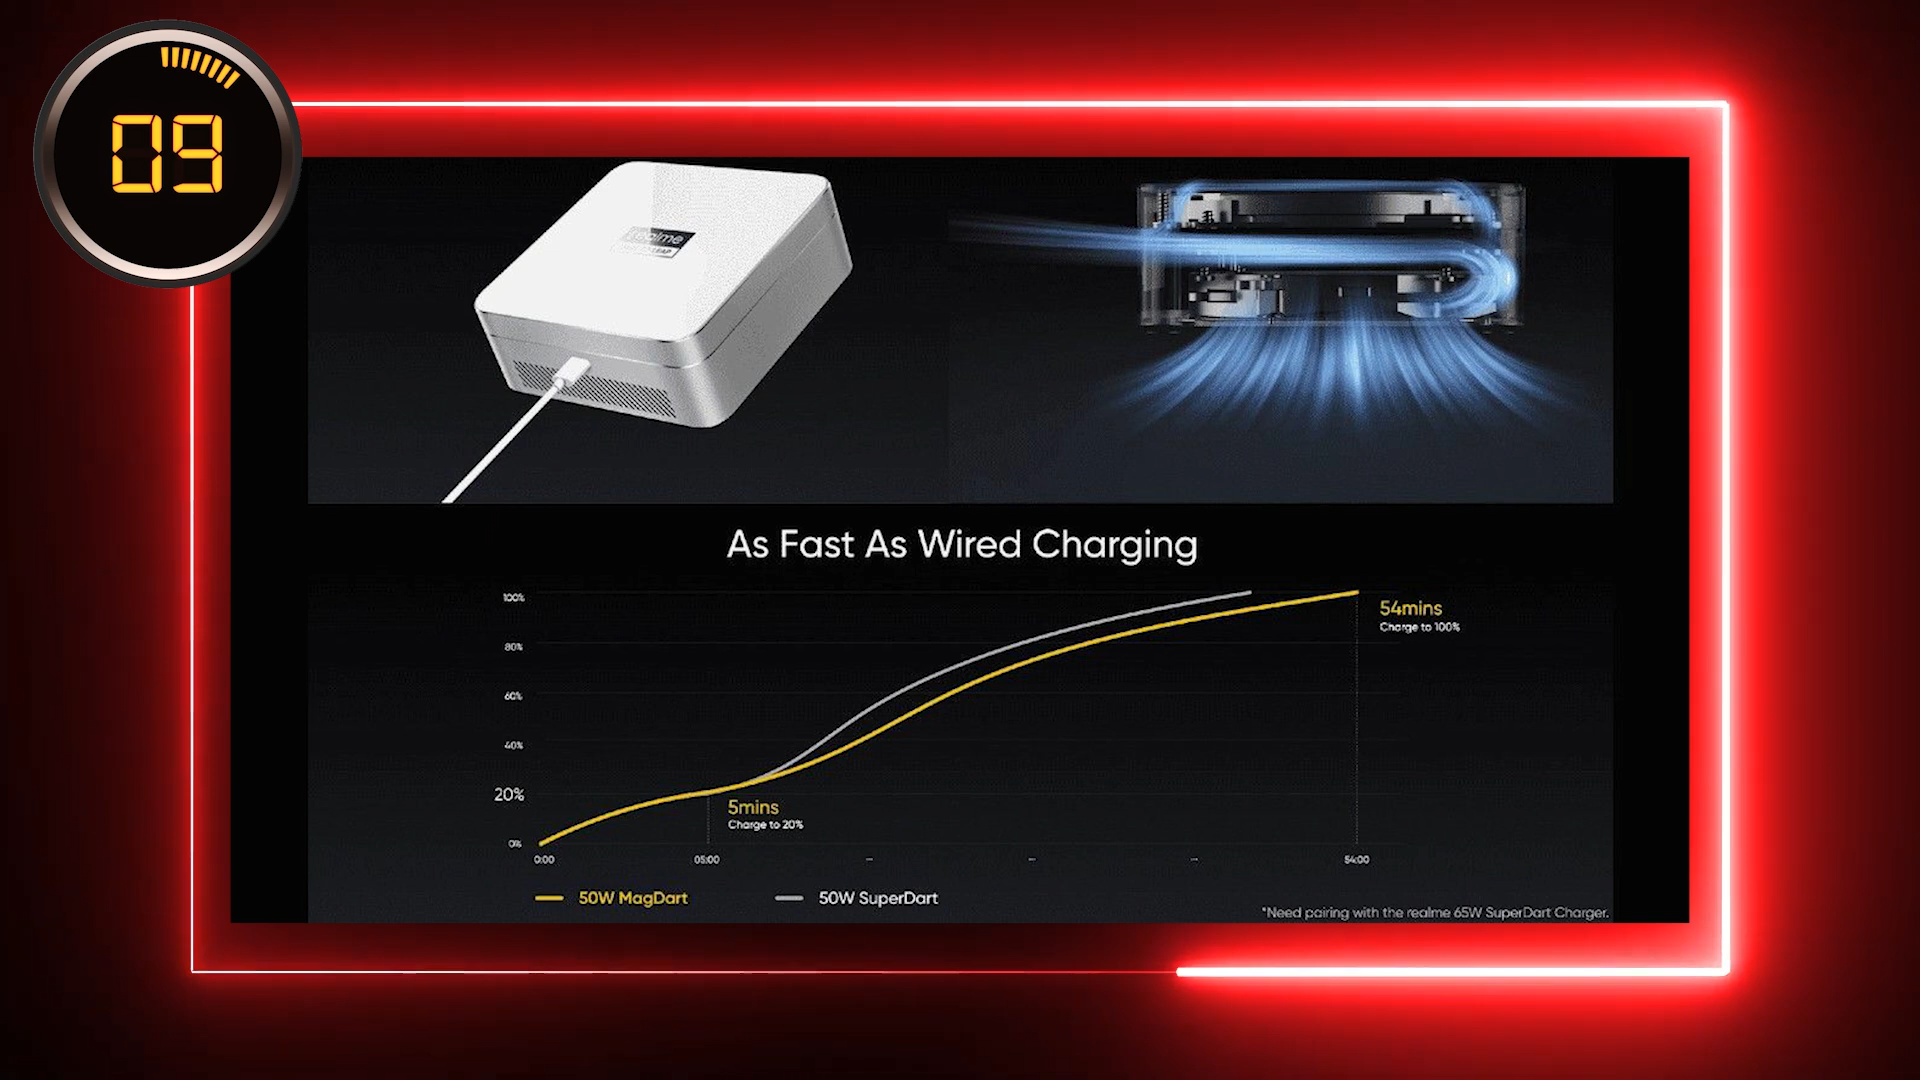 09
realme
As Fast As Wired Charging
100%
80%
60%
40%
20%
0%
54mins
Charge to 100%
5mins
Charge to 20%
0:00
05:00
...
...
...
54:00
50W MagDart
50W SuperDart
*Need pairing with the realme 65W SuperDart Charger.